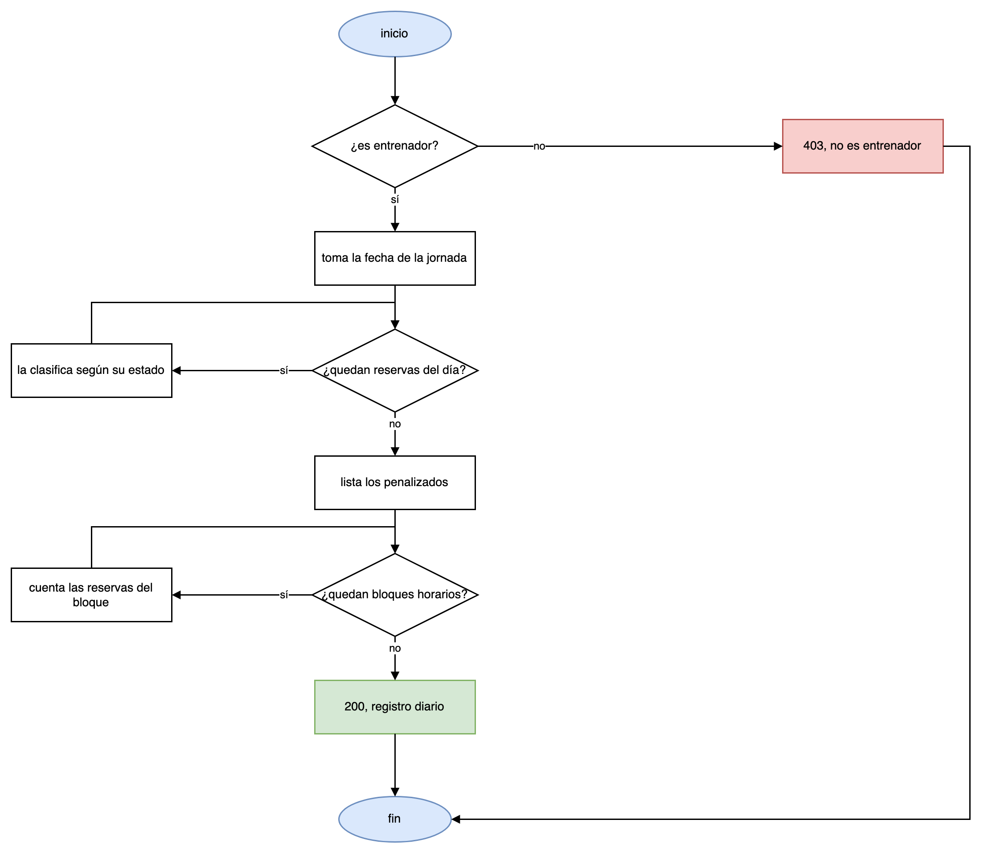 inicio
¿es entrenador?
no
403, no es entrenador
sí
toma la fecha de la jornada
la clasifica según su estado
sí
¿quedan reservas del día?
no
lista los penalizados
cuenta las reservas del
bloque
sí
¿quedan bloques horarios?
no
200, registro diario
fin